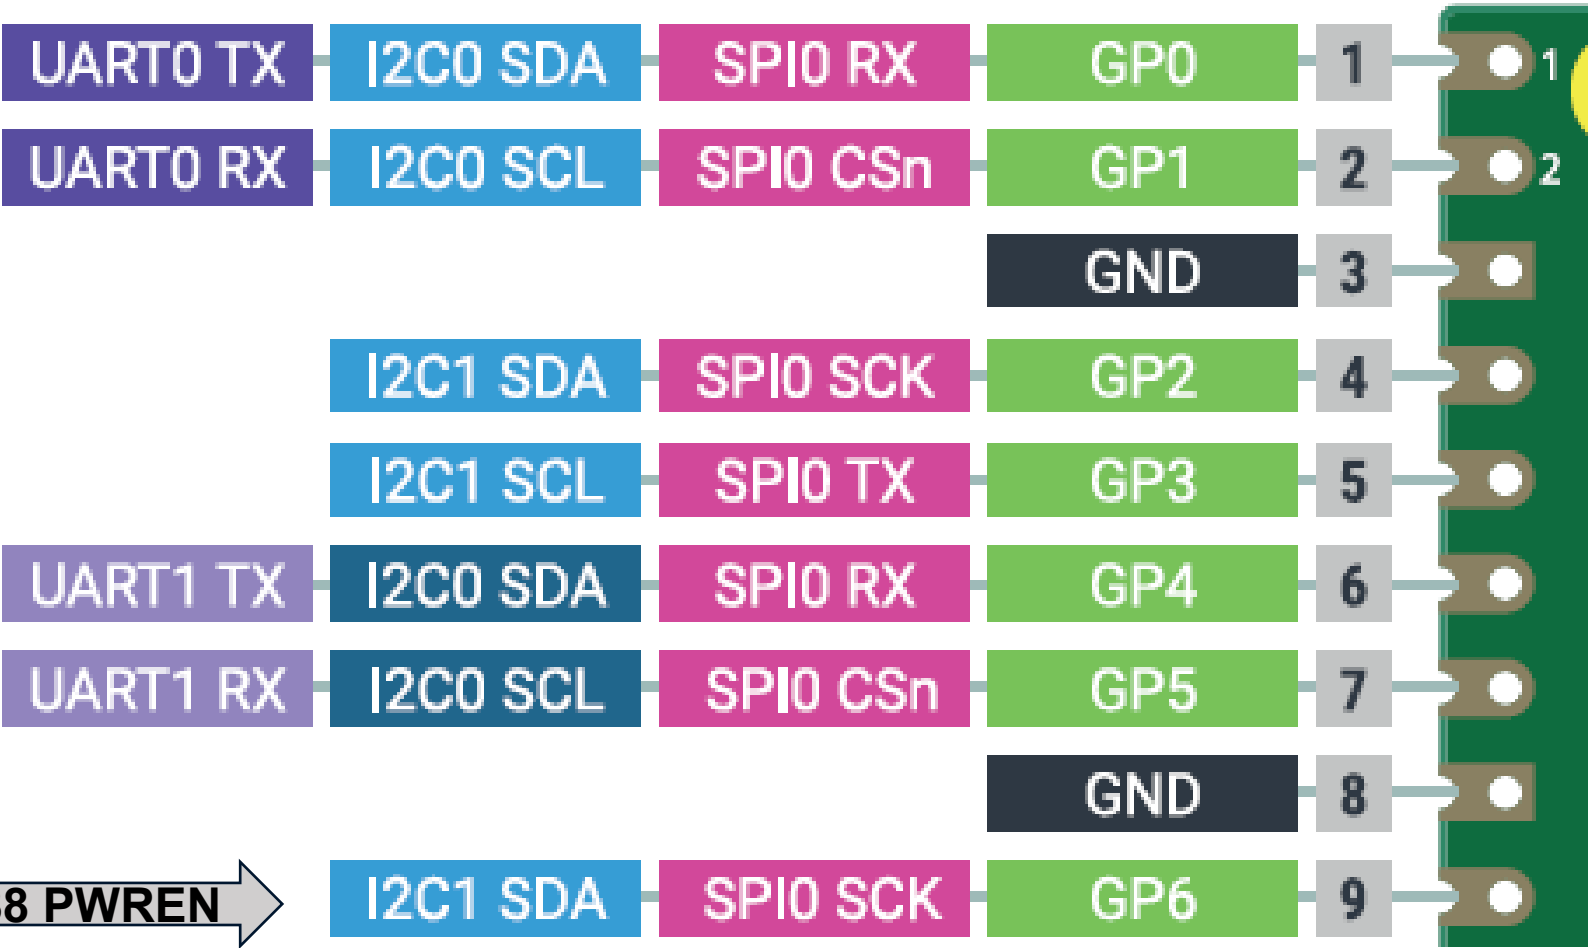 UART0 TX I2C0 SDA SPI0 RX GP0 1 1
UART0 RX I2C0 SCL SPI0 CSn GP1 2 2
GND 3
I2C1 SDA SPI0 SCK GP2 4
I2C1 SCL SPI0 TX GP3 5
UART1 TX I2C0 SDA SPI0 RX GP4 6
UART1 RX I2C0 SCL SPI0 CSn GP5 7
GND 8
PWREN I2C1 SDA SPI0 SCK GP6 9